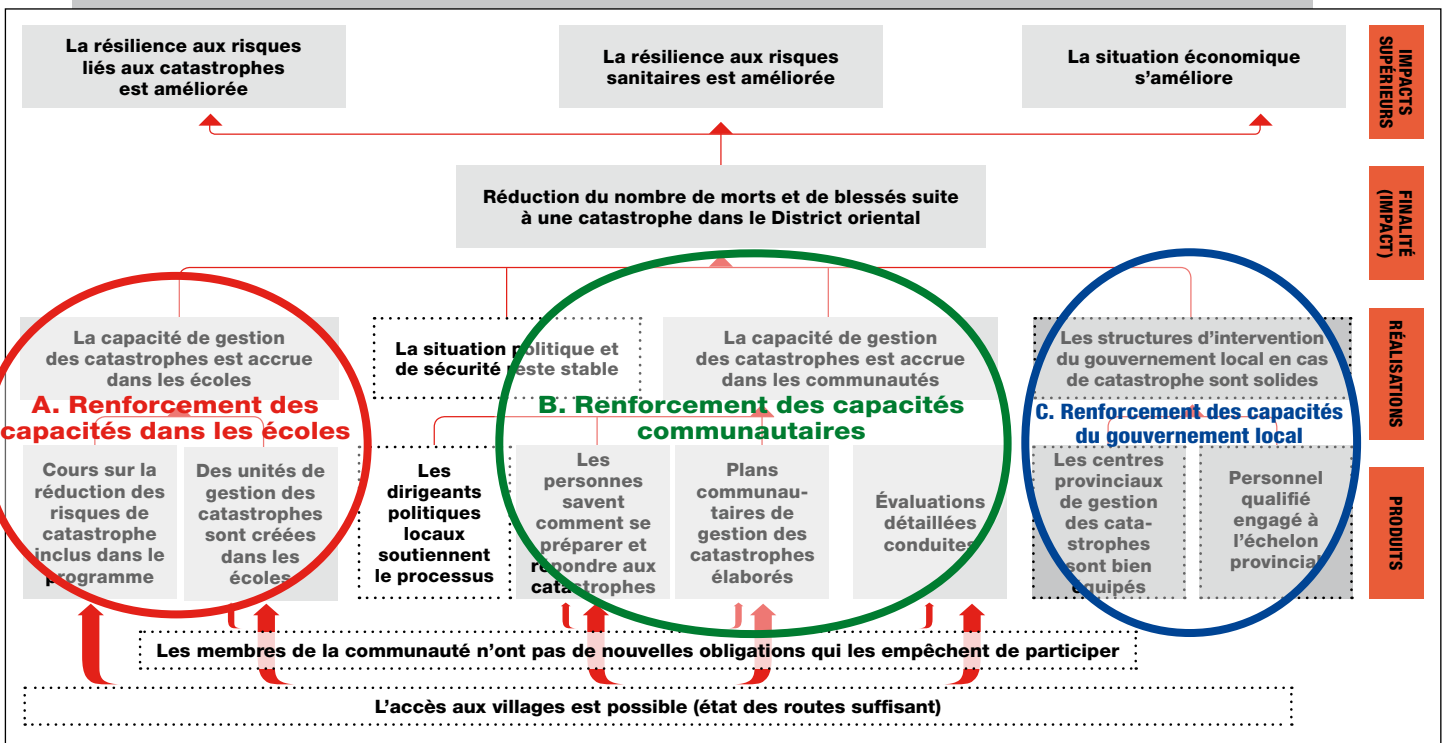 La résilience aux risques
liés aux catastrophes
est améliorée
La résilience aux risques
sanitaires est améliorée
La situation économique
s’améliore
IMPACTS
SUPÉRIEURS
Réduction du nombre de morts et de blessés suite
à une catastrophe dans le District oriental
FINALITÉ
(IMPACT)
La capacité de gestion
des catastrophes est accrue
dans les écoles
La situation politique et
de sécurité reste stable
La capacité de gestion
des catastrophes est accrue
dans les communautés
Les structures d’intervention
du gouvernement local en cas
de catastrophe sont solides
RÉALISATIONS
A. Renforcement des
capacités dans les écoles
B. Renforcement des capacités
communautaires
C. Renforcement des capacités
du gouvernement local
Cours sur la
réduction des
risques de
catastrophe
inclus dans le
programme
Des unités de
gestion des
catastrophes
sont créées
dans les
écoles
Les
dirigeants
politiques
locaux
soutiennent
le processus
Les
personnes
savent
comment se
préparer et
répondre aux
catastrophes
Plans
communau-
taires de
gestion des
catastrophes
élaborés
Évaluations
détaillées
conduites
Les centres
provinciaux
de gestion
des cata-
strophes
sont bien
équipés
Personnel
qualifié
engagé à
l’échelon
provincial
PRODUITS
Les membres de la communauté n’ont pas de nouvelles obligations qui les empêchent de participer
L’accès aux villages est possible (état des routes suffisant)